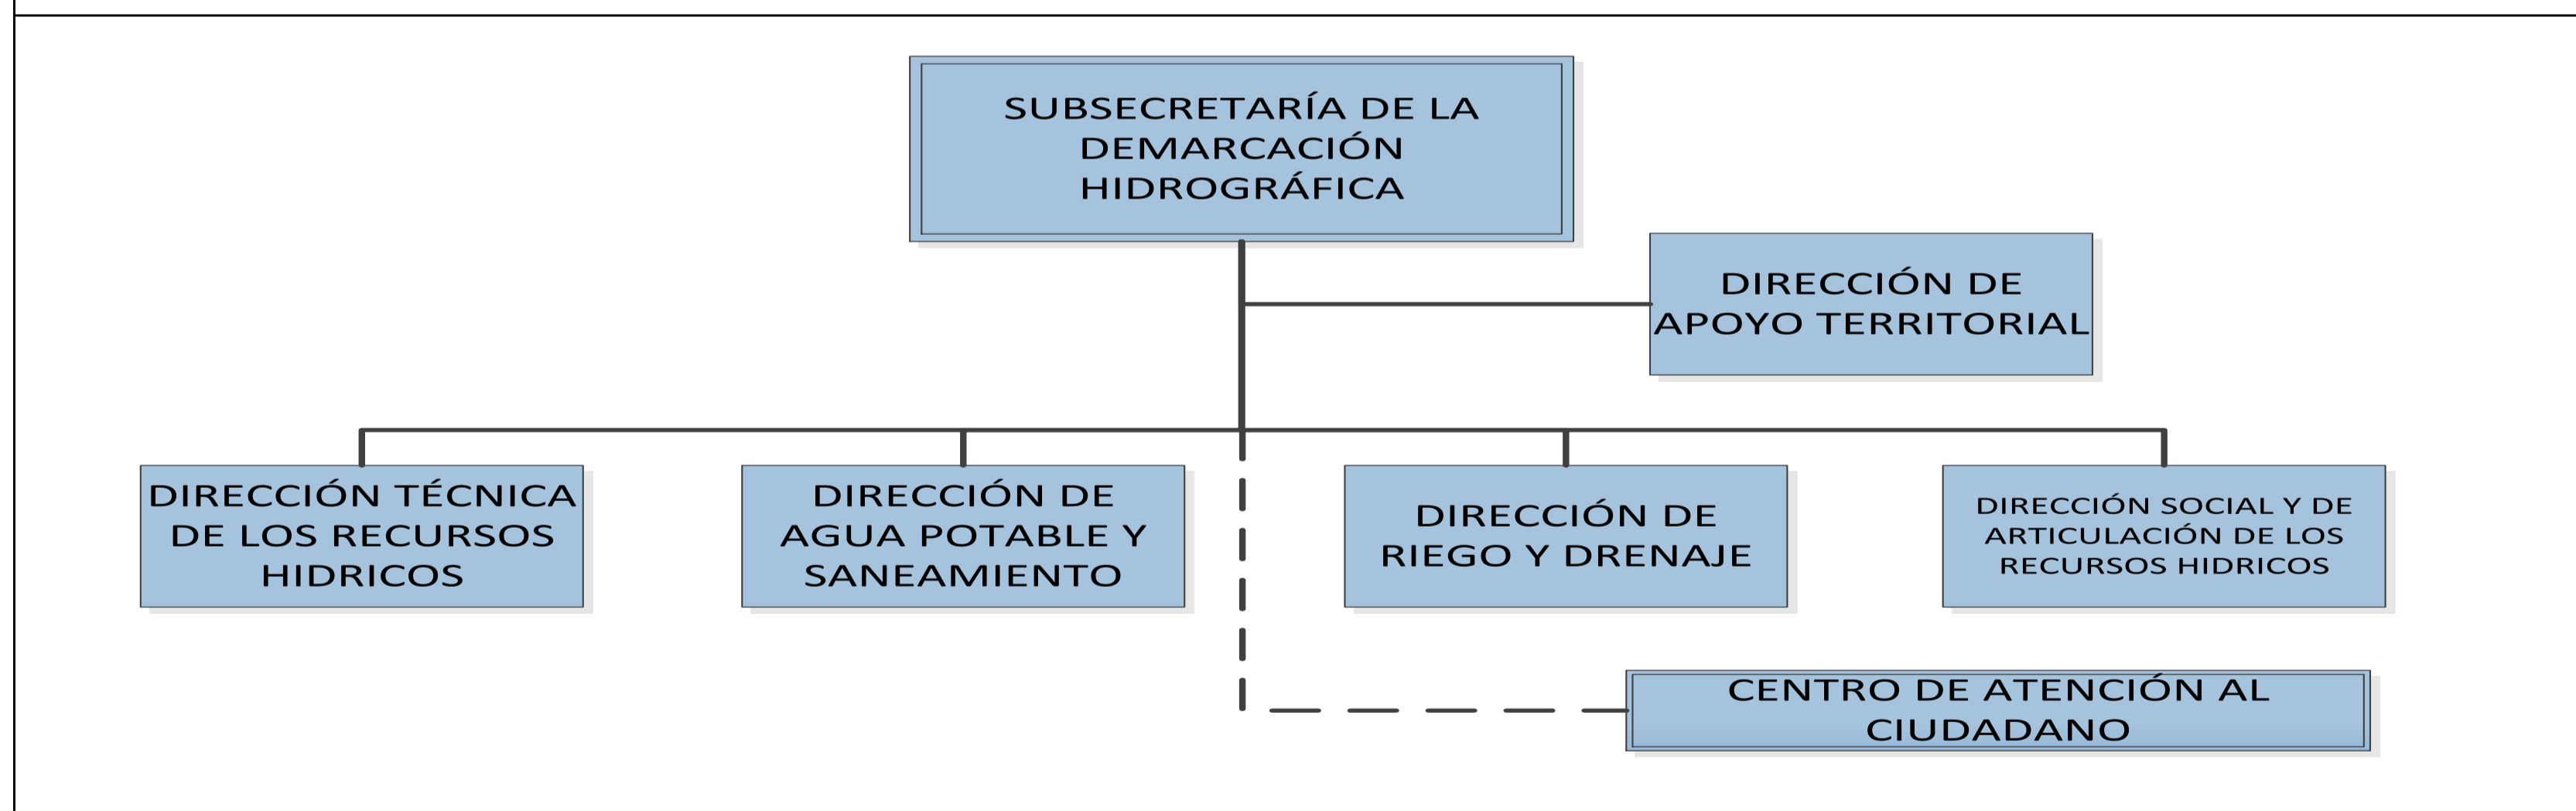 SUBSECRETARÍA DE LA
DEMARCACIÓN
HIDROGRÁFICA
DIRECCIÓN DE
APOYO TERRITORIAL
DIRECCIÓN TÉCNICA
DE LOS RECURSOS
HIDRICOS
DIRECCIÓN DE
AGUA POTABLE Y
SANEAMIENTO
DIRECCIÓN DE
RIEGO Y DRENAJE
DIRECCIÓN SOCIAL Y DE
ARTICULACIÓN DE LOS
RECURSOS HIDRICOS
CENTRO DE ATENCIÓN AL
CIUDADANO